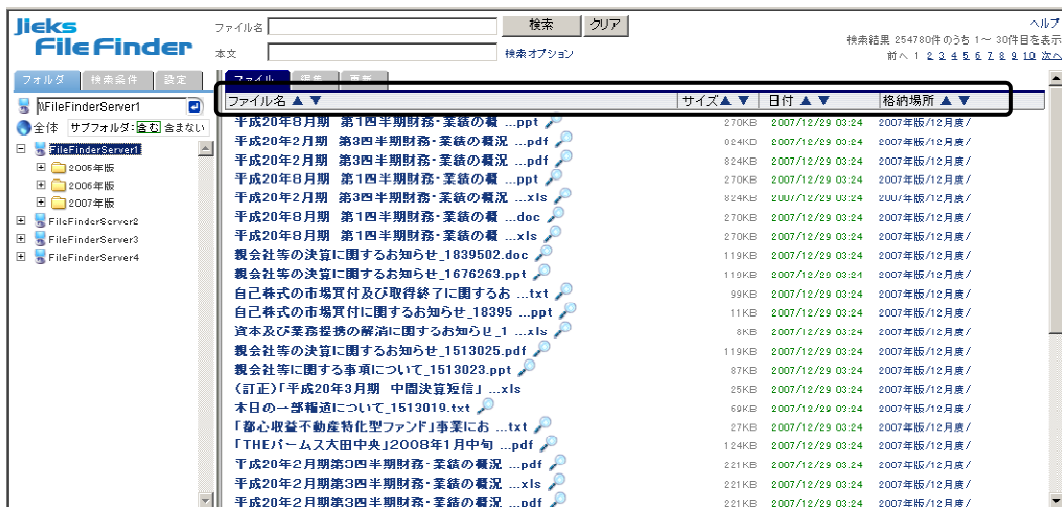 Jieks
FileFinder
ファイル名 検索 クリア ヘルプ
検索結果 254780件 のうち 1～ 30件目を表示
本文 検索オプション
前へ 1 2 3 4 5 6 7 8 9 10 次へ
フォルダ 検索条件 設定 ファイル 編集 更新
\\FileFinderServer1
全体 サブフォルダ: 含む 含まない
FileFinderServer1
2005年版
2006年版
2007年版
FileFinderServer2
FileFinderServer3
FileFinderServer4
ファイル名 ▲ ▼ サイズ▲ ▼ 日付 ▲ ▼ 格納場所 ▲ ▼
平成20年8月期 第1四半期財務・業績の概 ...ppt 270KB 2007/12/29 03:24 2007年版/12月度/
平成20年2月期 第3四半期財務・業績の概況 ...pdf 824KB 2007/12/29 03:24 2007年版/12月度/
平成20年2月期 第3四半期財務・業績の概況 ...pdf 824KB 2007/12/29 03:24 2007年版/12月度/
平成20年8月期 第1四半期財務・業績の概 ...ppt 270KB 2007/12/29 03:24 2007年版/12月度/
平成20年2月期 第3四半期財務・業績の概況 ...xls 824KB 2007/12/29 03:24 2007年版/12月度/
平成20年8月期 第1四半期財務・業績の概 ...doc 270KB 2007/12/29 03:24 2007年版/12月度/
平成20年8月期 第1四半期財務・業績の概 ...xls 270KB 2007/12/29 03:24 2007年版/12月度/
親会社等の決算に関するお知らせ_1839502.doc 119KB 2007/12/29 03:24 2007年版/12月度/
親会社等の決算に関するお知らせ_1676263.ppt 119KB 2007/12/29 03:24 2007年版/12月度/
自己株式の市場買付及び取得終了に関するお ...txt 99KB 2007/12/29 03:24 2007年版/12月度/
自己株式の市場買付に関するお知らせ_18395 ...ppt 11KB 2007/12/29 03:24 2007年版/12月度/
資本及び業務提携の解消に関するお知らせ_1 ...xls 8KB 2007/12/29 03:24 2007年版/12月度/
親会社等の決算に関するお知らせ_1513025.pdf 119KB 2007/12/29 03:24 2007年版/12月度/
親会社等に関する事項について_1513023.ppt 87KB 2007/12/29 03:24 2007年版/12月度/
(訂正)「平成20年3月期 中間決算短信」 ...xls 25KB 2007/12/29 03:24 2007年版/12月度/
本日の一部報道について_1513019.txt 69KB 2007/12/29 03:24 2007年版/12月度/
「都心収益不動産特化型ファンド」事業にお ...txt 27KB 2007/12/29 03:24 2007年版/12月度/
「THEパームス大田中央」2008年1月中旬 ...pdf 124KB 2007/12/29 03:24 2007年版/12月度/
平成20年2月期第3四半期財務・業績の概況 ...pdf 221KB 2007/12/29 03:24 2007年版/12月度/
平成20年2月期第3四半期財務・業績の概況 ...xls 221KB 2007/12/29 03:24 2007年版/12月度/
平成20年2月期第3四半期財務・業績の概況 ...pdf 221KB 2007/12/29 03:24 2007年版/12月度/